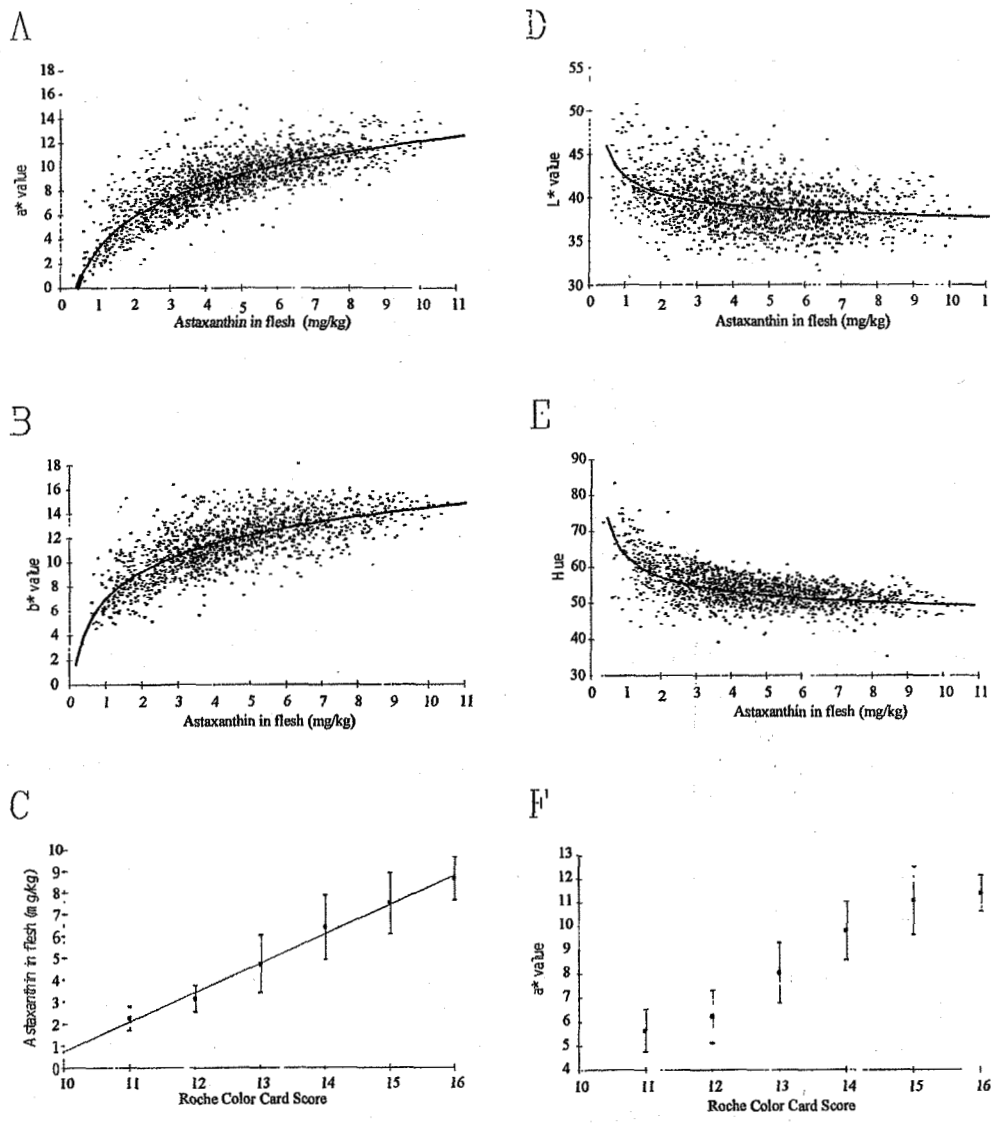 A
18
16
14
12
10
8
6
4
2
0
a* value
0 1 2 3 4 5 6 7 8 9 10 11
Astaxanthin in flesh (mg/kg)
D
55
50
45
40
35
30
L* value
0 1 2 3 4 5 6 7 8 9 10 1
Astaxanthin in flesh (mg/kg)
B
18
16
14
12
10
8
6
4
2
0
b* value
1 2 3 4 5 6 7 8 9 10 11
Astaxanthin in flesh (mg/kg)
E
90
80
70
60
50
40
30
Hue
0 1 2 3 4 5 6 7 8 9 10 11
Astaxanthin in flesh (mg/kg)
C
10
9
8
7
6
5
4
3
2
1
0
Astaxanthin in flesh (mg/kg)
10 11 12 13 14 15 16
Roche Color Card Score
F
13
12
11
10
9
8
7
6
5
4
a* value
10 11 12 13 14 15 16
Roche Color Card Score